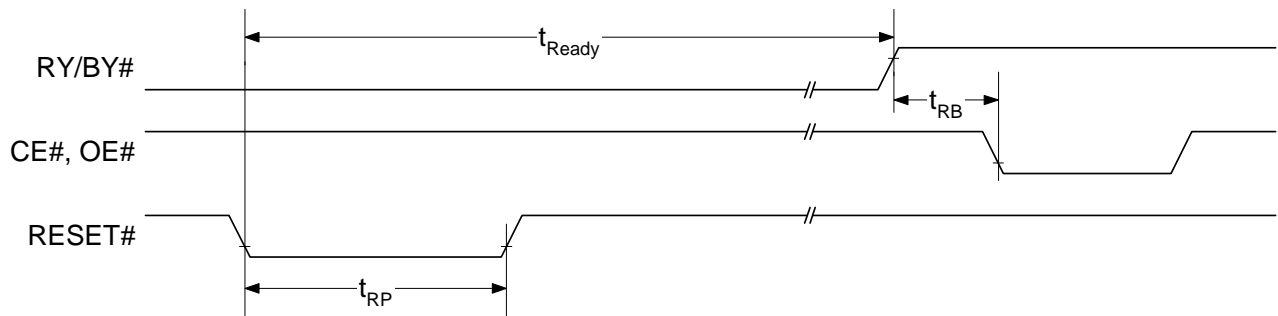 tReady
RY/BY#
tRB
CE#, OE#
RESET#
tRP